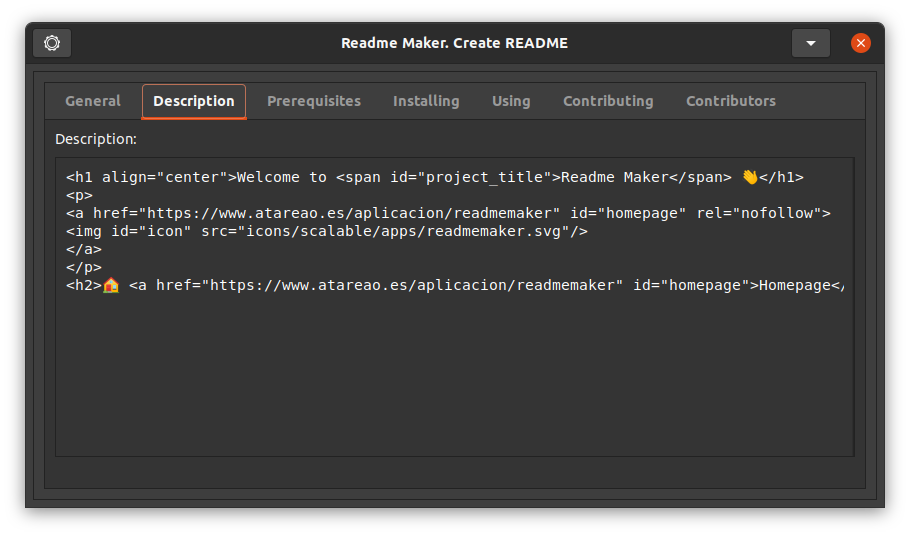 Readme Maker. Create README
General Description Prerequisites Installing Using Contributing Contributors
Description:
<h1 align="center">Welcome to <span id="project_title">Readme Maker</span> 👋</h1>
<p>
<a href="https://www.atareao.es/aplicacion/readmemaker" id="homepage" rel="nofollow">
<img id="icon" src="icons/scalable/apps/readmemaker.svg"/>
</a>
</p>
<h2>🏠 <a href="https://www.atareao.es/aplicacion/readmemaker" id="homepage">Homepage</